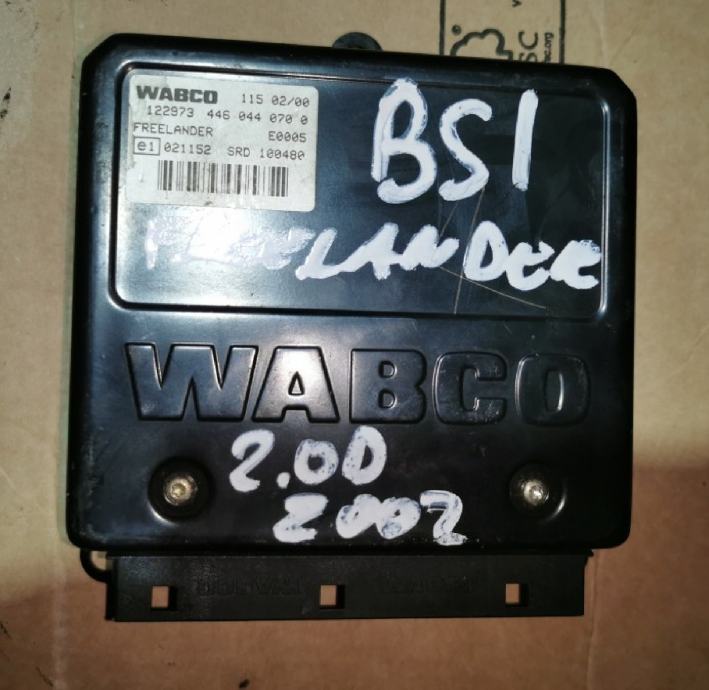 WABCO 115 02/00
122973 446 044 070 0
FREELANDER E0005
e1 021152 SRD 100480
BSI
FREELANDER
WABCO
2.0D
2002